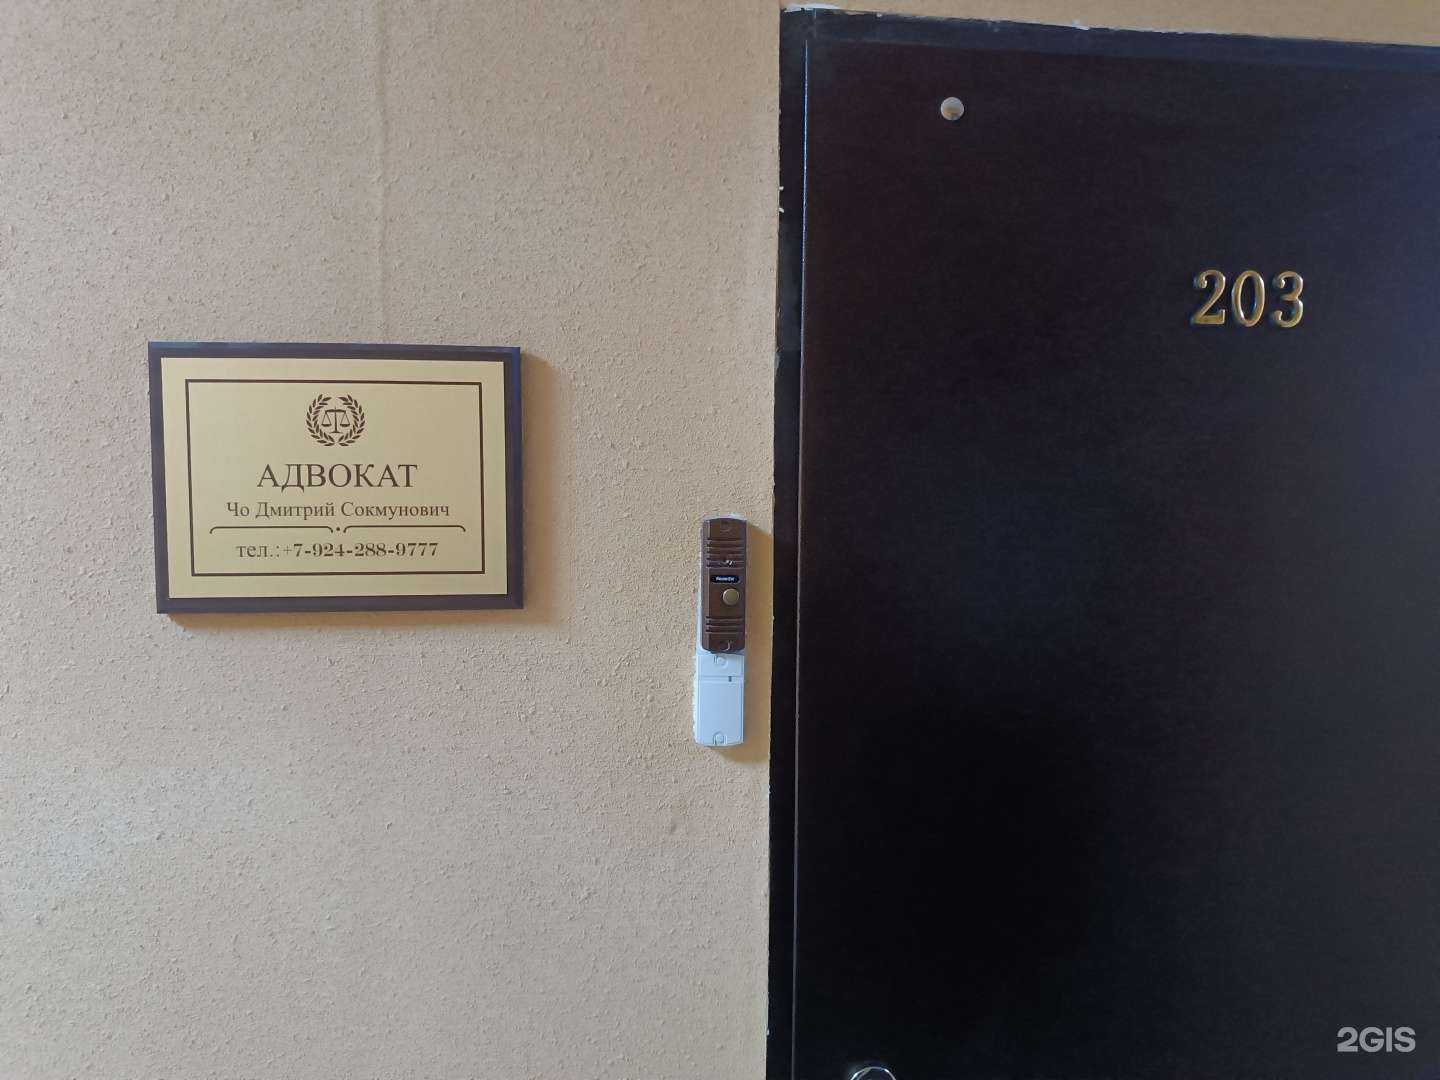 АДВОКАТ
Чо Дмитрий Сокмунович
тел.:+7-924-288-9777
203
2GIS